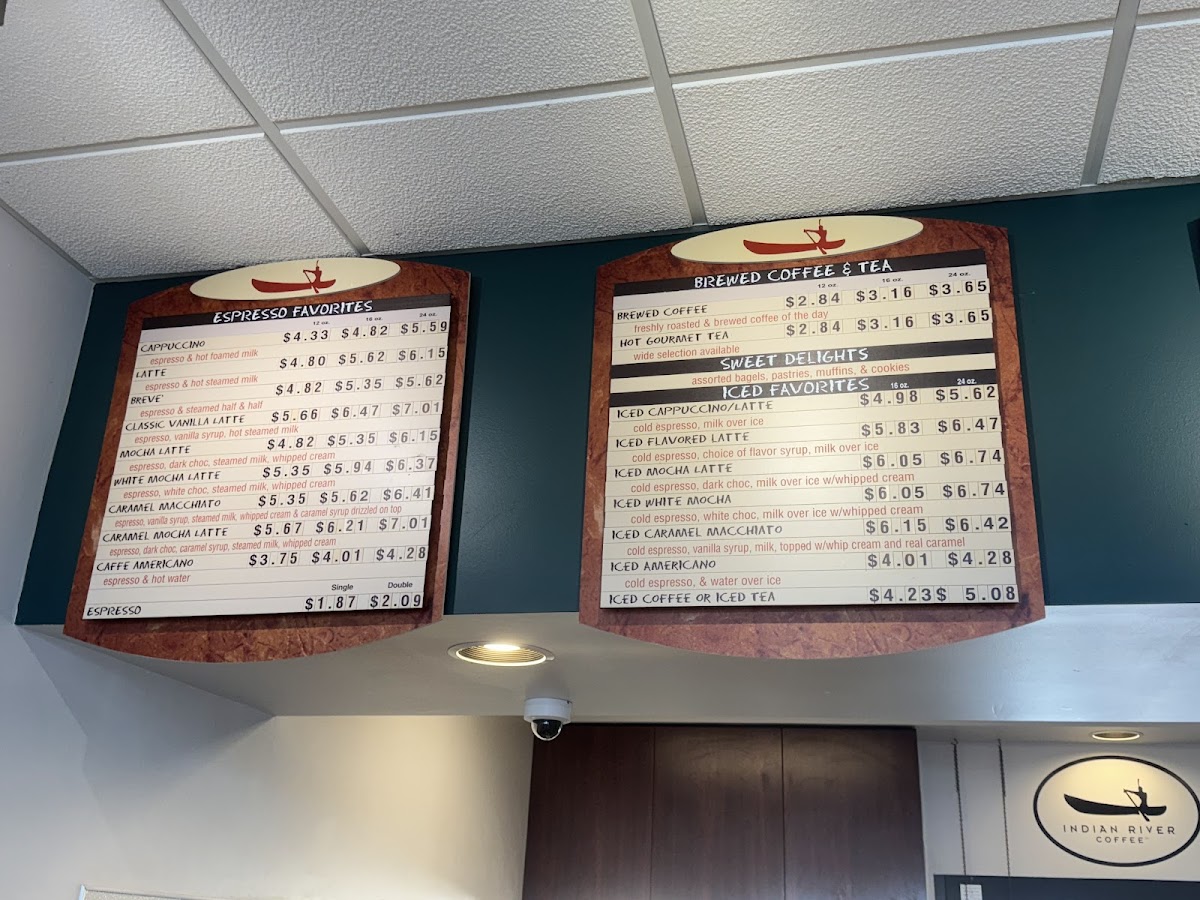 ESPRESSO FAVORITES
12 oz. 16 oz. 24 oz.
CAPPUCCINO $4.33 $4.82 $5.59
espresso & hot foamed milk
LATTE $4.80 $5.62 $6.15
espresso & hot steamed milk
BREVE' $4.82 $5.35 $5.62
espresso & steamed half & half
CLASSIC VANILLA LATTE $5.66 $6.47 $7.01
espresso, vanilla syrup, hot steamed milk
MOCHA LATTE $4.82 $5.35 $6.15
espresso, dark choc, steamed milk, whipped cream
WHITE MOCHA LATTE $5.35 $5.94 $6.37
espresso, white choc, steamed milk, whipped cream
CARAMEL MACCHIATO $5.35 $5.62 $6.41
espresso, vanilla syrup, steamed milk, whipped cream & caramel syrup drizzled on top
CARAMEL MOCHA LATTE $5.67 $6.21 $7.01
espresso, dark choc, caramel syrup, steamed milk, whipped cream
CAFFE AMERICANO $3.75 $4.01 $4.28
espresso & hot water
Single Double
ESPRESSO $1.87 $2.09
BREWED COFFEE & TEA
12 oz. 16 oz. 24 oz.
BREWED COFFEE $2.84 $3.16 $3.65
freshly roasted & brewed coffee of the day
HOT GOURMET TEA $2.84 $3.16 $3.65
wide selection available
SWEET DELIGHTS
assorted bagels, pastries, muffins, & cookies
ICED FAVORITES 16 oz. 24 oz.
ICED CAPPUCCINO/LATTE $4.98 $5.62
cold espresso, milk over ice
ICED FLAVORED LATTE $5.83 $6.47
cold espresso, choice of flavor syrup, milk over ice
ICED MOCHA LATTE $6.05 $6.74
cold espresso, dark choc, milk over ice w/whipped cream
ICED WHITE MOCHA $6.05 $6.74
cold espresso, white choc, milk over ice w/whipped cream
ICED CARAMEL MACCHIATO $6.15 $6.42
cold espresso, vanilla syrup, milk, topped w/whip cream and real caramel
ICED AMERICANO $4.01 $4.28
cold espresso, & water over ice
ICED COFFEE OR ICED TEA $4.23 $ 5.08
INDIAN RIVER
COFFEE